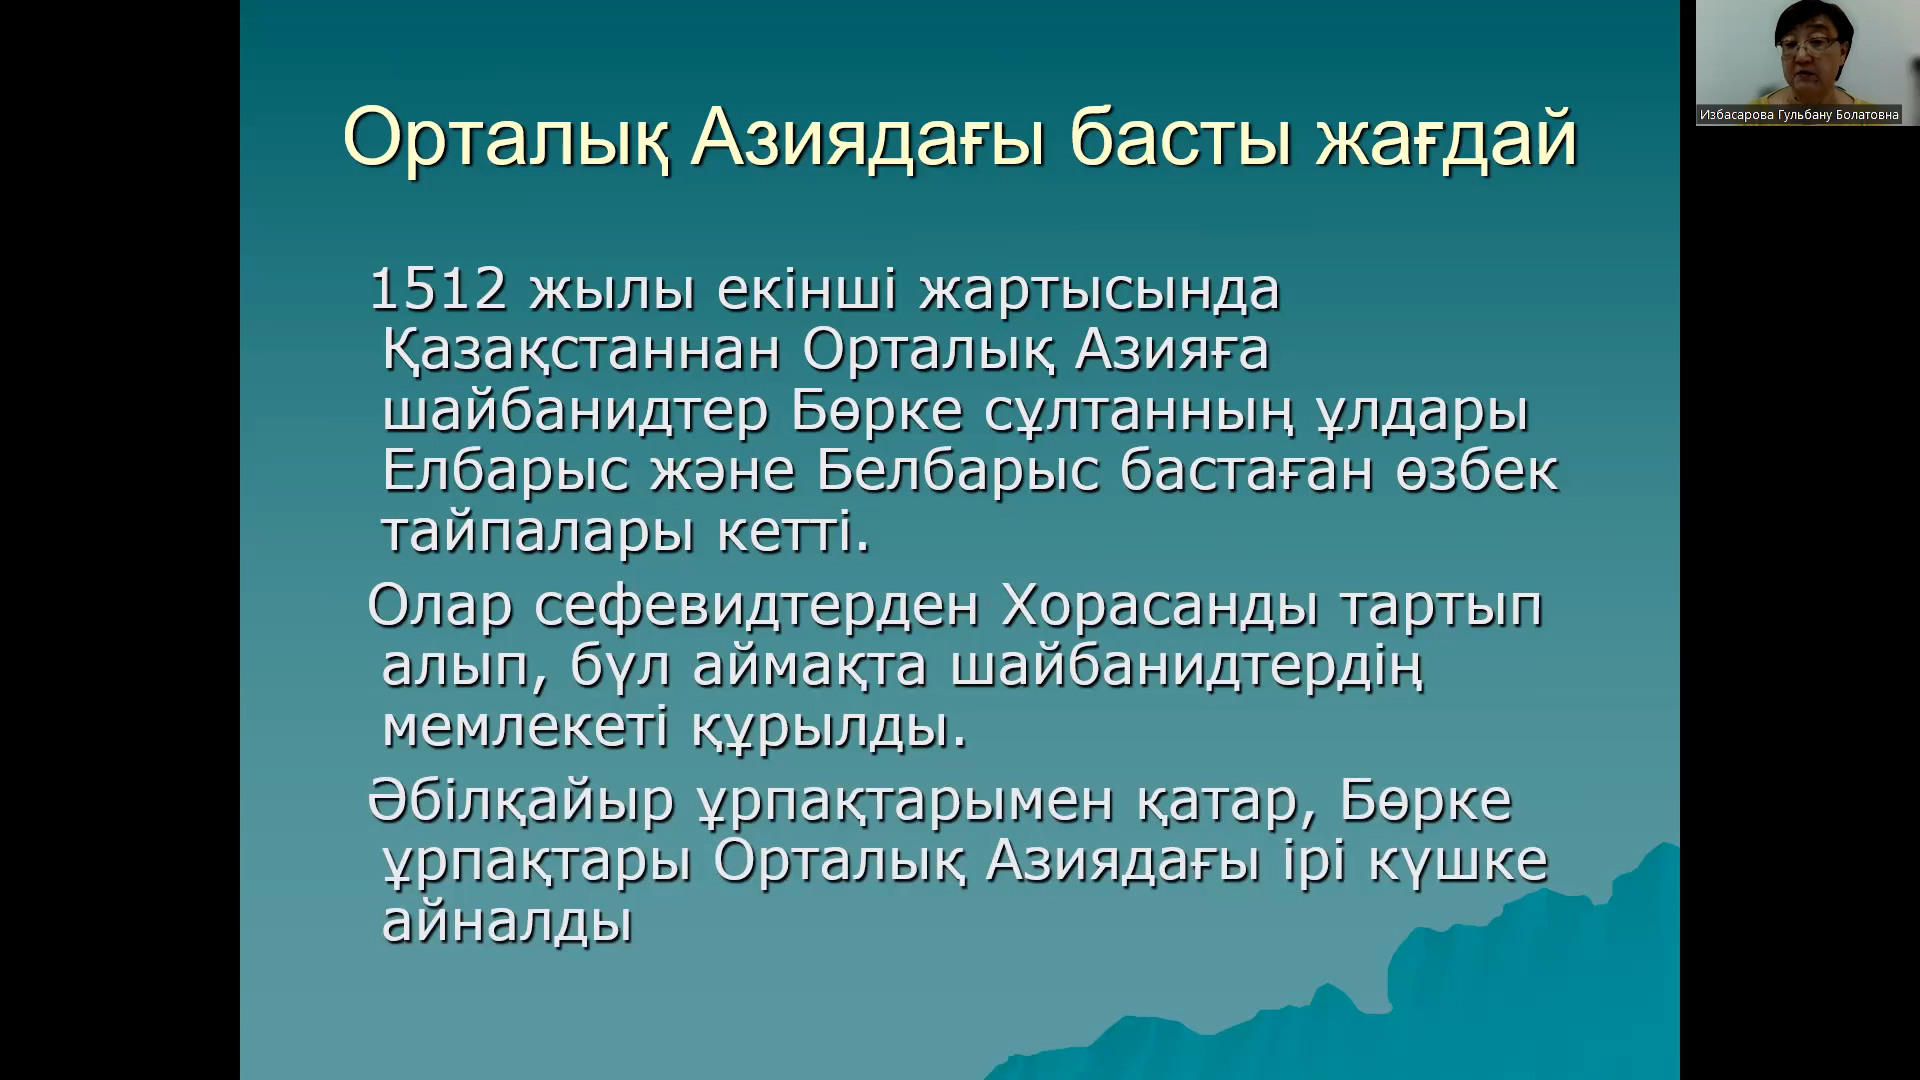 Орталық Азиядағы басты жағдай
1512 жылы екінші жартысында
Қазақстаннан Орталық Азияға
шайбанидтер Бөрке сұлтанның ұлдары
Елбарыс және Белбарыс бастаған өзбек
тайпалары кетті.
Олар сефевидтерден Хорасанды тартып
алып, бүл аймақта шайбанидтердің
мемлекеті құрылды.
Әбілқайыр ұрпақтарымен қатар, Бөрке
ұрпақтары Орталық Азиядағы ірі күшке
айналды
Избасарова Гульбану Болатовна